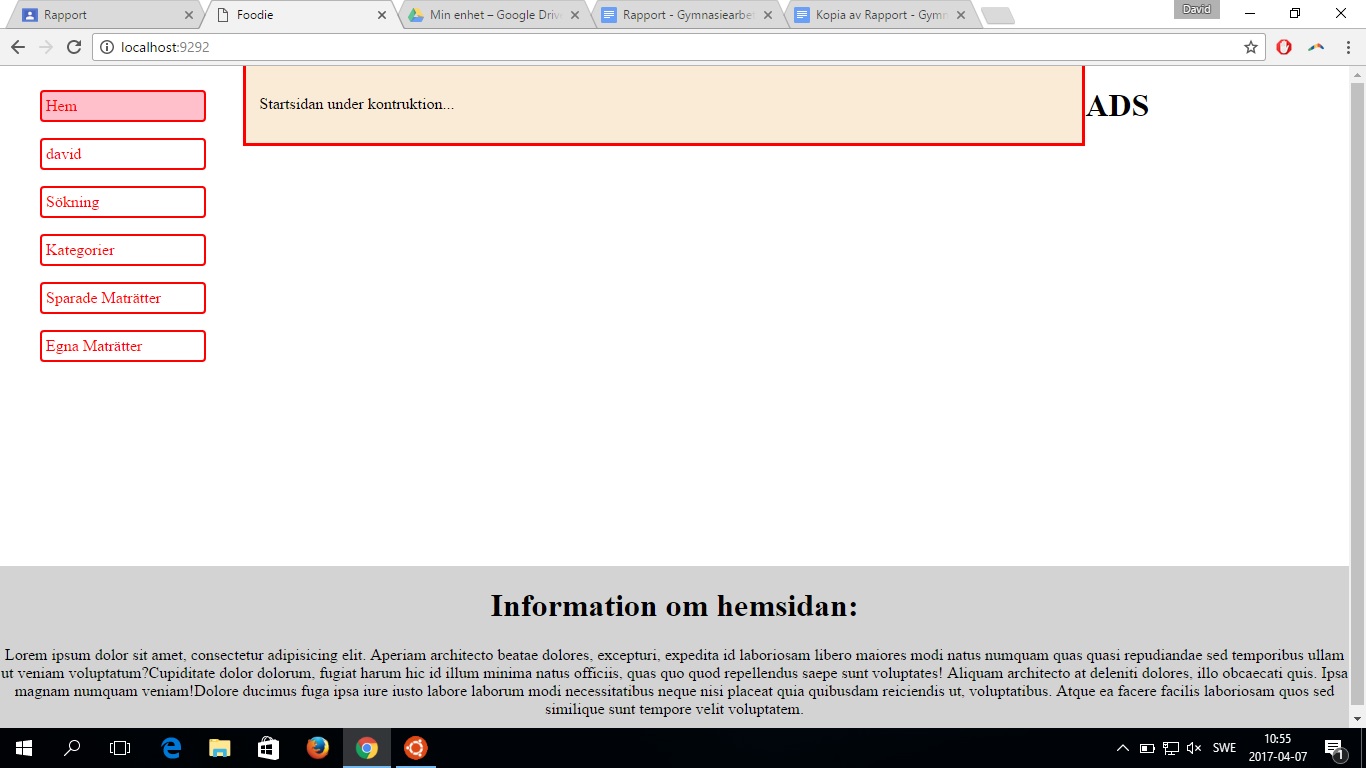 Rapport
Foodie
Min enhet – Google Drive
Rapport - Gymnasiearbet
Kopia av Rapport - Gymn
David
localhost:9292
Hem
david
Sökning
Kategorier
Sparade Maträtter
Egna Maträtter
Startsidan under kontruktion...
ADS
Information om hemsidan:
Lorem ipsum dolor sit amet, consectetur adipisicing elit. Aperiam architecto beatae dolores, excepturi, expedita id laboriosam libero maiores modi natus numquam quas quasi repudiandae sed temporibus ullam
ut veniam voluptatum?Cupiditate dolor dolorum, fugiat harum hic id illum minima natus officiis, quas quo quod repellendus saepe sunt voluptates! Aliquam architecto at deleniti dolores, illo obcaecati quis. Ipsa
magnam numquam veniam!Dolore ducimus fuga ipsa iure iusto labore laborum modi necessitatibus neque nisi placeat quia quibusdam reiciendis ut, voluptatibus. Atque ea facere facilis laboriosam quos sed
similique sunt tempore velit voluptatem.
SWE
10:55
2017-04-07
1